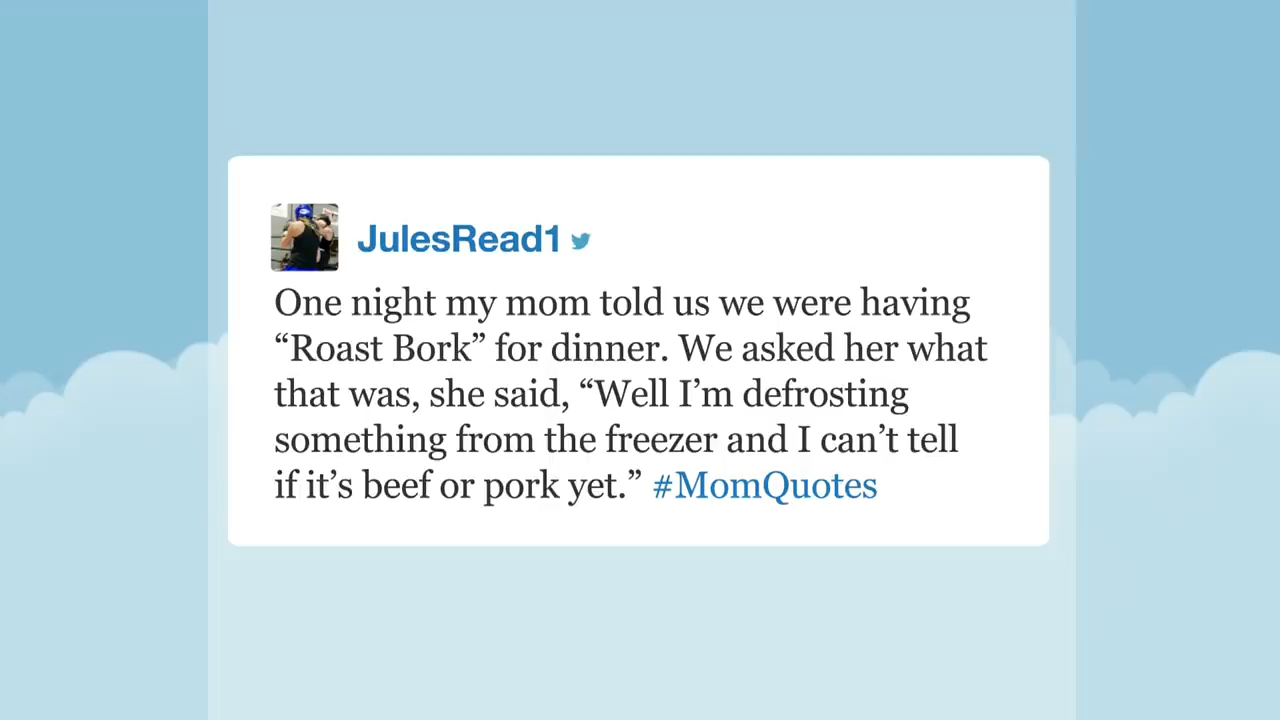 JulesRead1
One night my mom told us we were having
“Roast Bork” for dinner. We asked her what
that was, she said, “Well I’m defrosting
something from the freezer and I can’t tell
if it’s beef or pork yet.” #MomQuotes